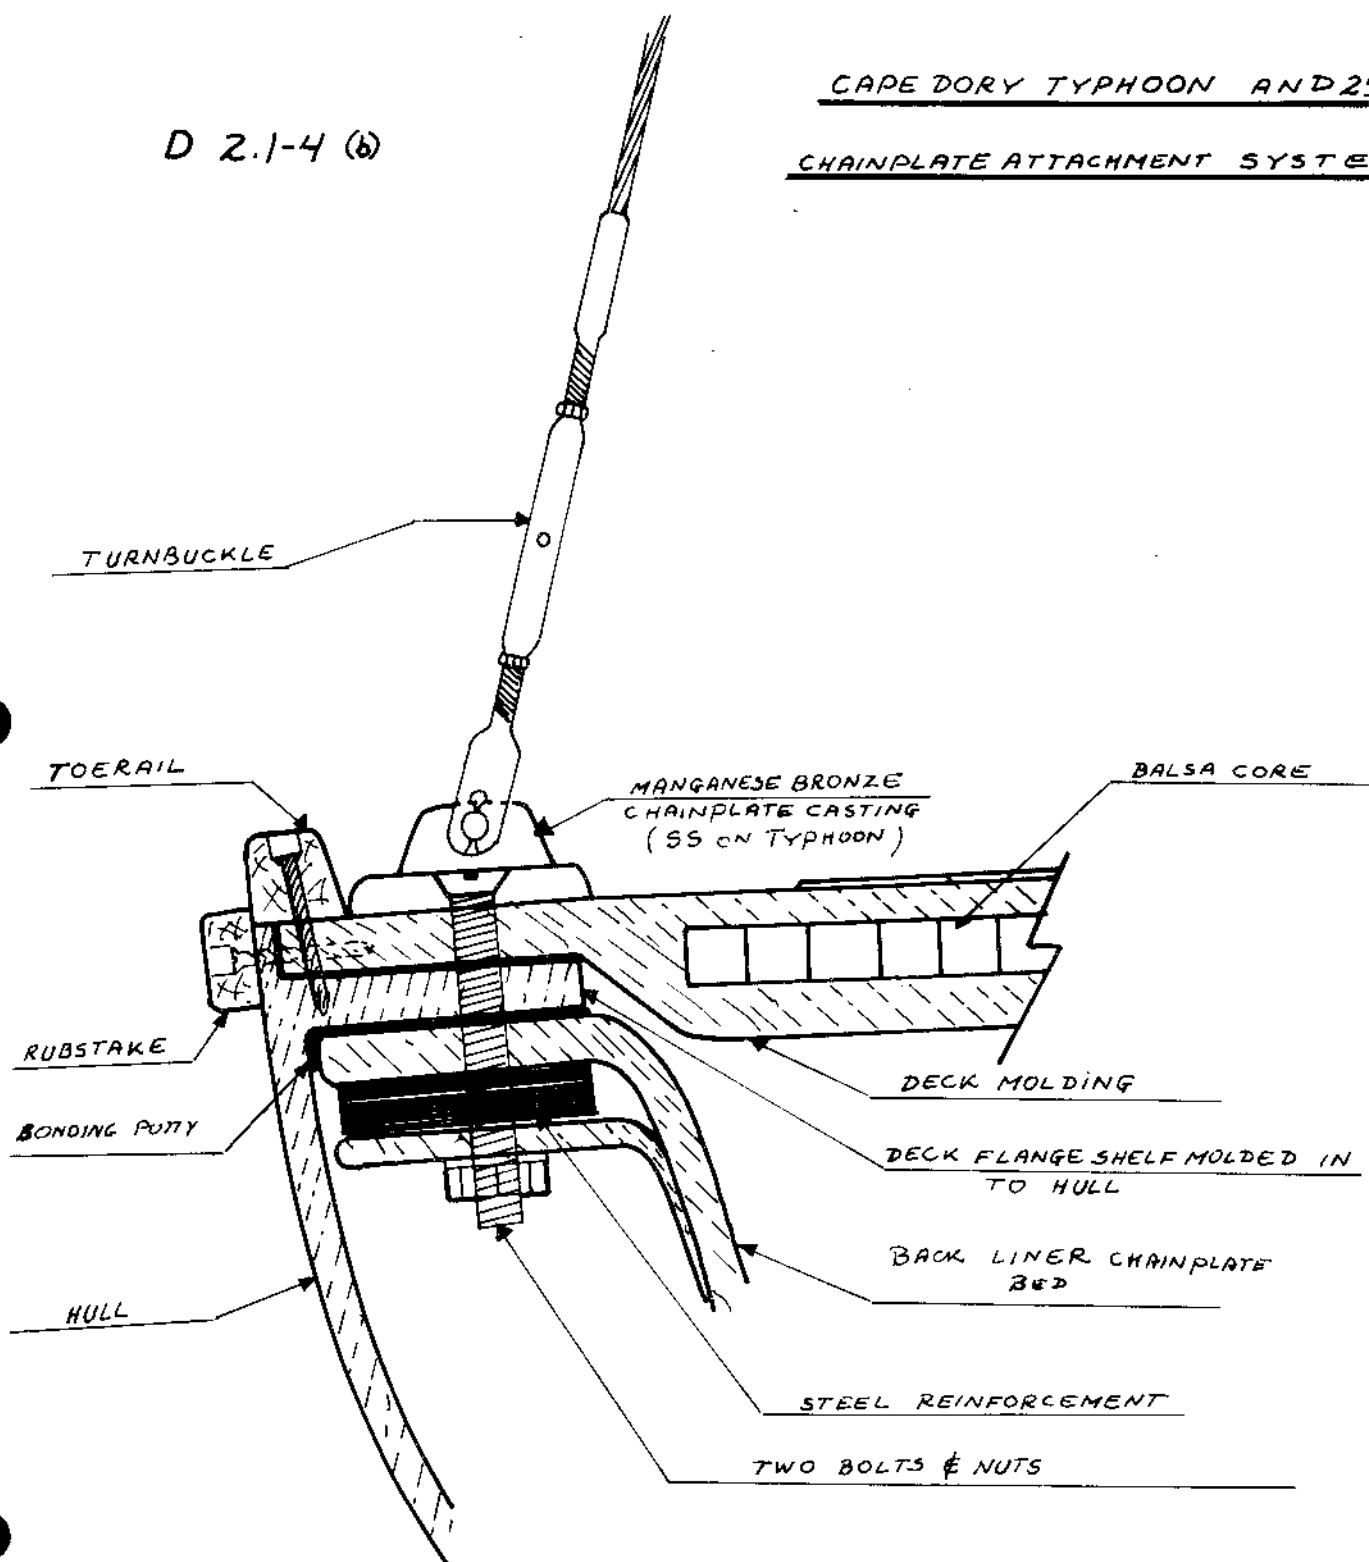 CAPE DORY TYPHOON AND 25
D 2.1-4 (b)
CHAINPLATE ATTACHMENT SYSTE
TURNBUCKLE
TOERAIL
MANGANESE BRONZE
CHAINPLATE CASTING
(SS ON TYPHOON)
BALSA CORE
RUBSTAKE
BONDING PUTTY
DECK MOLDING
DECK FLANGE SHELF MOLDED IN
TO HULL
BACK LINER CHAINPLATE
BED
HULL
STEEL REINFORCEMENT
TWO BOLTS & NUTS